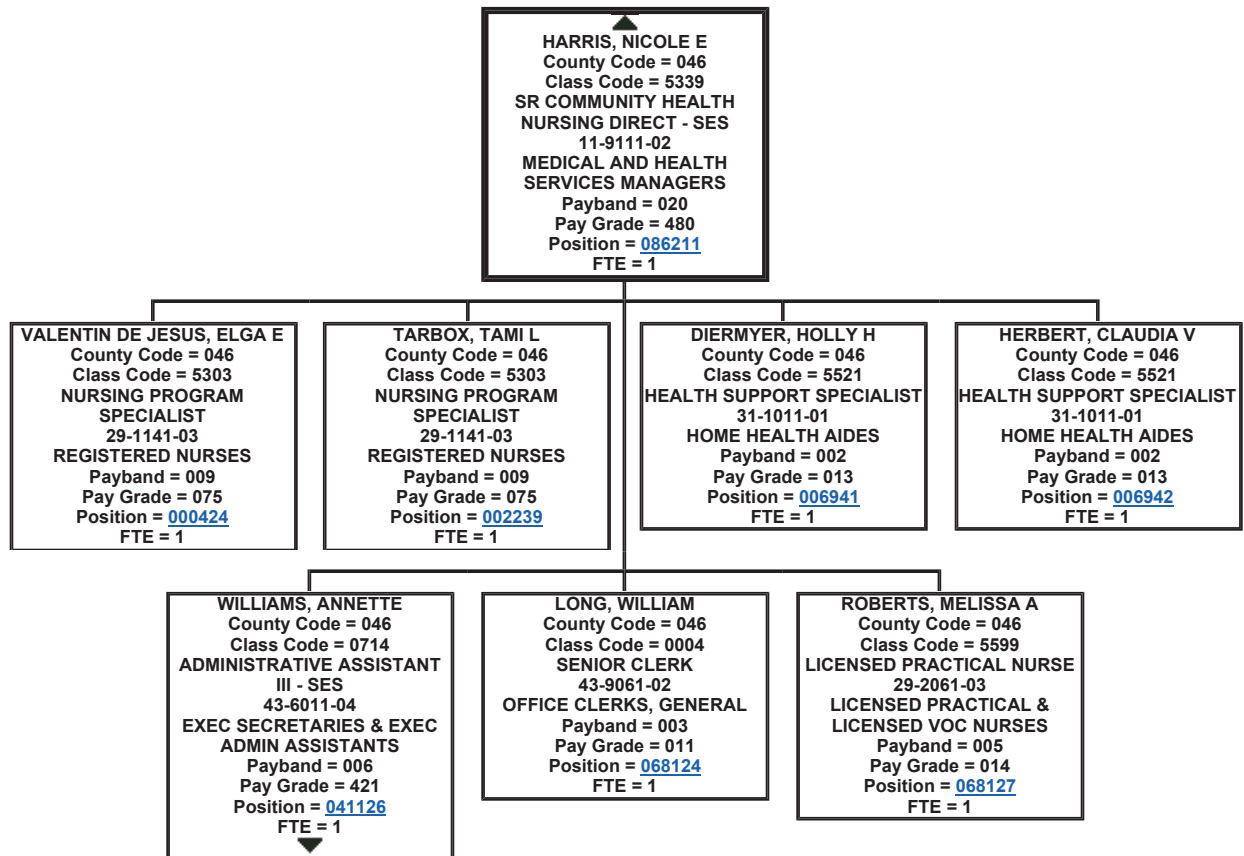 HARRIS, NICOLE E
County Code = 046
Class Code = 5339
SR COMMUNITY HEALTH
NURSING DIRECT - SES
11-9111-02
MEDICAL AND HEALTH
SERVICES MANAGERS
Payband = 020
Pay Grade = 480
Position = 086211
FTE = 1
VALENTIN DE JESUS, ELGA E
County Code = 046
Class Code = 5303
NURSING PROGRAM
SPECIALIST
29-1141-03
REGISTERED NURSES
Payband = 009
Pay Grade = 075
Position = 000424
FTE = 1
TARBOX, TAMI L
County Code = 046
Class Code = 5303
NURSING PROGRAM
SPECIALIST
29-1141-03
REGISTERED NURSES
Payband = 009
Pay Grade = 075
Position = 002239
FTE = 1
DIERMYER, HOLLY H
County Code = 046
Class Code = 5521
HEALTH SUPPORT SPECIALIST
31-1011-01
HOME HEALTH AIDES
Payband = 002
Pay Grade = 013
Position = 006941
FTE = 1
HERBERT, CLAUDIA V
County Code = 046
Class Code = 5521
HEALTH SUPPORT SPECIALIST
31-1011-01
HOME HEALTH AIDES
Payband = 002
Pay Grade = 013
Position = 006942
FTE = 1
WILLIAMS, ANNETTE
County Code = 046
Class Code = 0714
ADMINISTRATIVE ASSISTANT
III - SES
43-6011-04
EXEC SECRETARIES & EXEC
ADMIN ASSISTANTS
Payband = 006
Pay Grade = 421
Position = 041126
FTE = 1
LONG, WILLIAM
County Code = 046
Class Code = 0004
SENIOR CLERK
43-9061-02
OFFICE CLERKS, GENERAL
Payband = 003
Pay Grade = 011
Position = 068124
FTE = 1
ROBERTS, MELISSA A
County Code = 046
Class Code = 5599
LICENSED PRACTICAL NURSE
29-2061-03
LICENSED PRACTICAL &
LICENSED VOC NURSES
Payband = 005
Pay Grade = 014
Position = 068127
FTE = 1